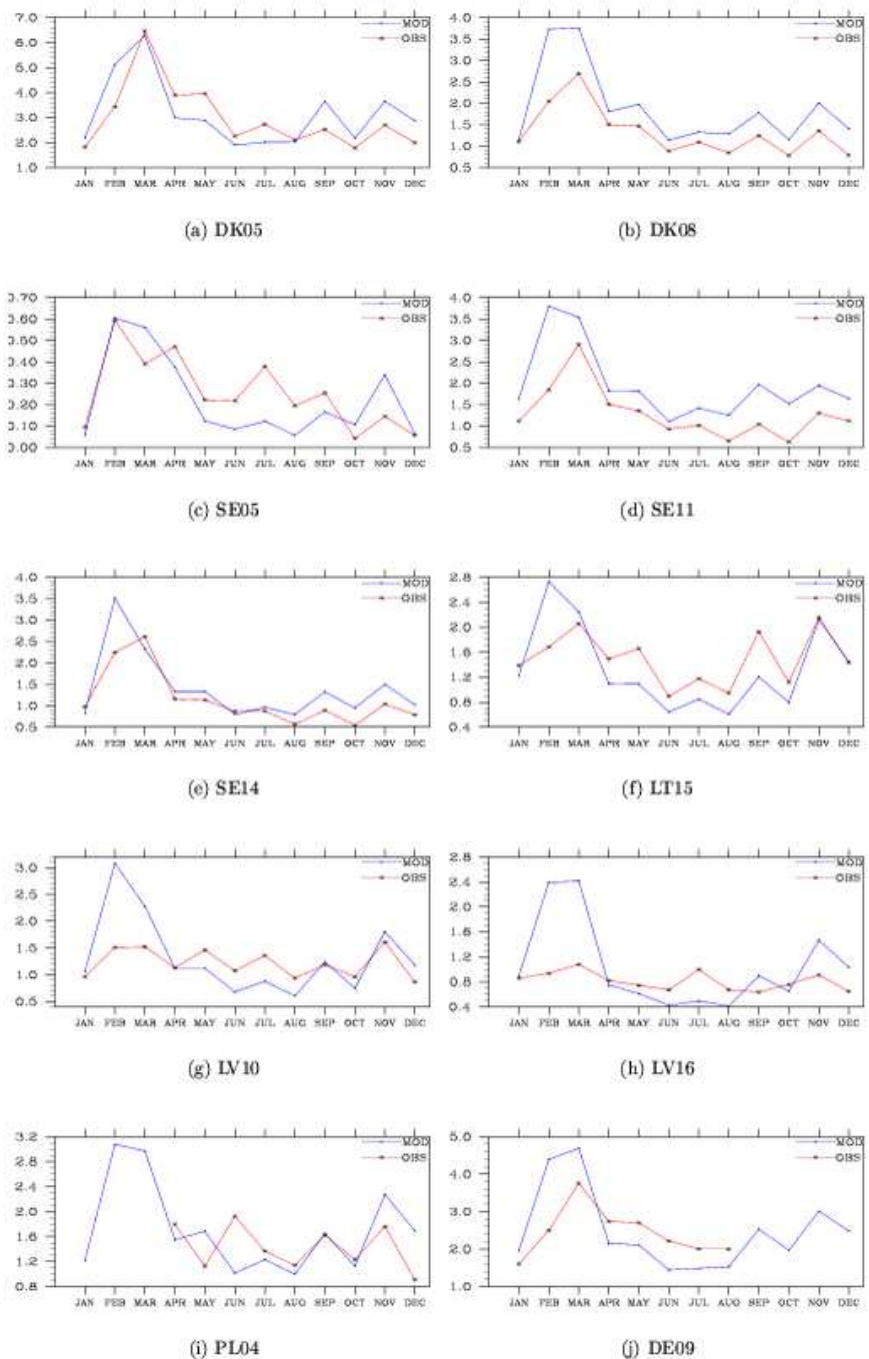 7.0
6.0
5.0
4.0
3.0
2.0
1.0
MOD
OBS
JAN FEB MAR APR MAY JUN JUL AUG SEP OCT NOV DEC
(a) DK05
4.0
3.5
3.0
2.5
2.0
1.5
1.0
0.5
MOD
OBS
JAN FEB MAR APR MAY JUN JUL AUG SEP OCT NOV DEC
(b) DK08
0.70
0.60
0.50
0.30
0.20
0.10
0.00
MOD
OBS
JAN FEB MAR APR MAY JUN JUL AUG SEP OCT NOV DEC
(c) SE05
4.0
3.5
3.0
2.5
2.0
1.5
1.0
0.5
MOD
OBS
JAN FEB MAR APR MAY JUN JUL AUG SEP OCT NOV DEC
(d) SE11
4.0
3.5
3.0
2.5
2.0
1.5
1.0
0.5
MOD
OBS
JAN FEB MAR APR MAY JUN JUL AUG SEP OCT NOV DEC
(e) SE14
2.8
2.4
2.0
1.6
1.2
0.8
0.4
MOD
OBS
JAN FEB MAR APR MAY JUN JUL AUG SEP OCT NOV DEC
(f) LT15
3.0
2.5
2.0
1.5
1.0
0.5
MOD
OBS
JAN FEB MAR APR MAY JUN JUL AUG SEP OCT NOV DEC
(g) LV10
2.8
2.4
2.0
1.6
1.2
0.8
0.4
MOD
OBS
JAN FEB MAR APR MAY JUN JUL AUG SEP OCT NOV DEC
(h) LV16
3.2
2.8
2.4
1.6
1.2
0.8
MOD
OBS
JAN FEB MAR APR MAY JUN JUL AUG SEP OCT NOV DEC
(i) PL04
5.0
4.0
3.0
2.0
1.0
MOD
OBS
JAN FEB MAR APR MAY JUN JUL AUG SEP OCT NOV DEC
(j) DE09